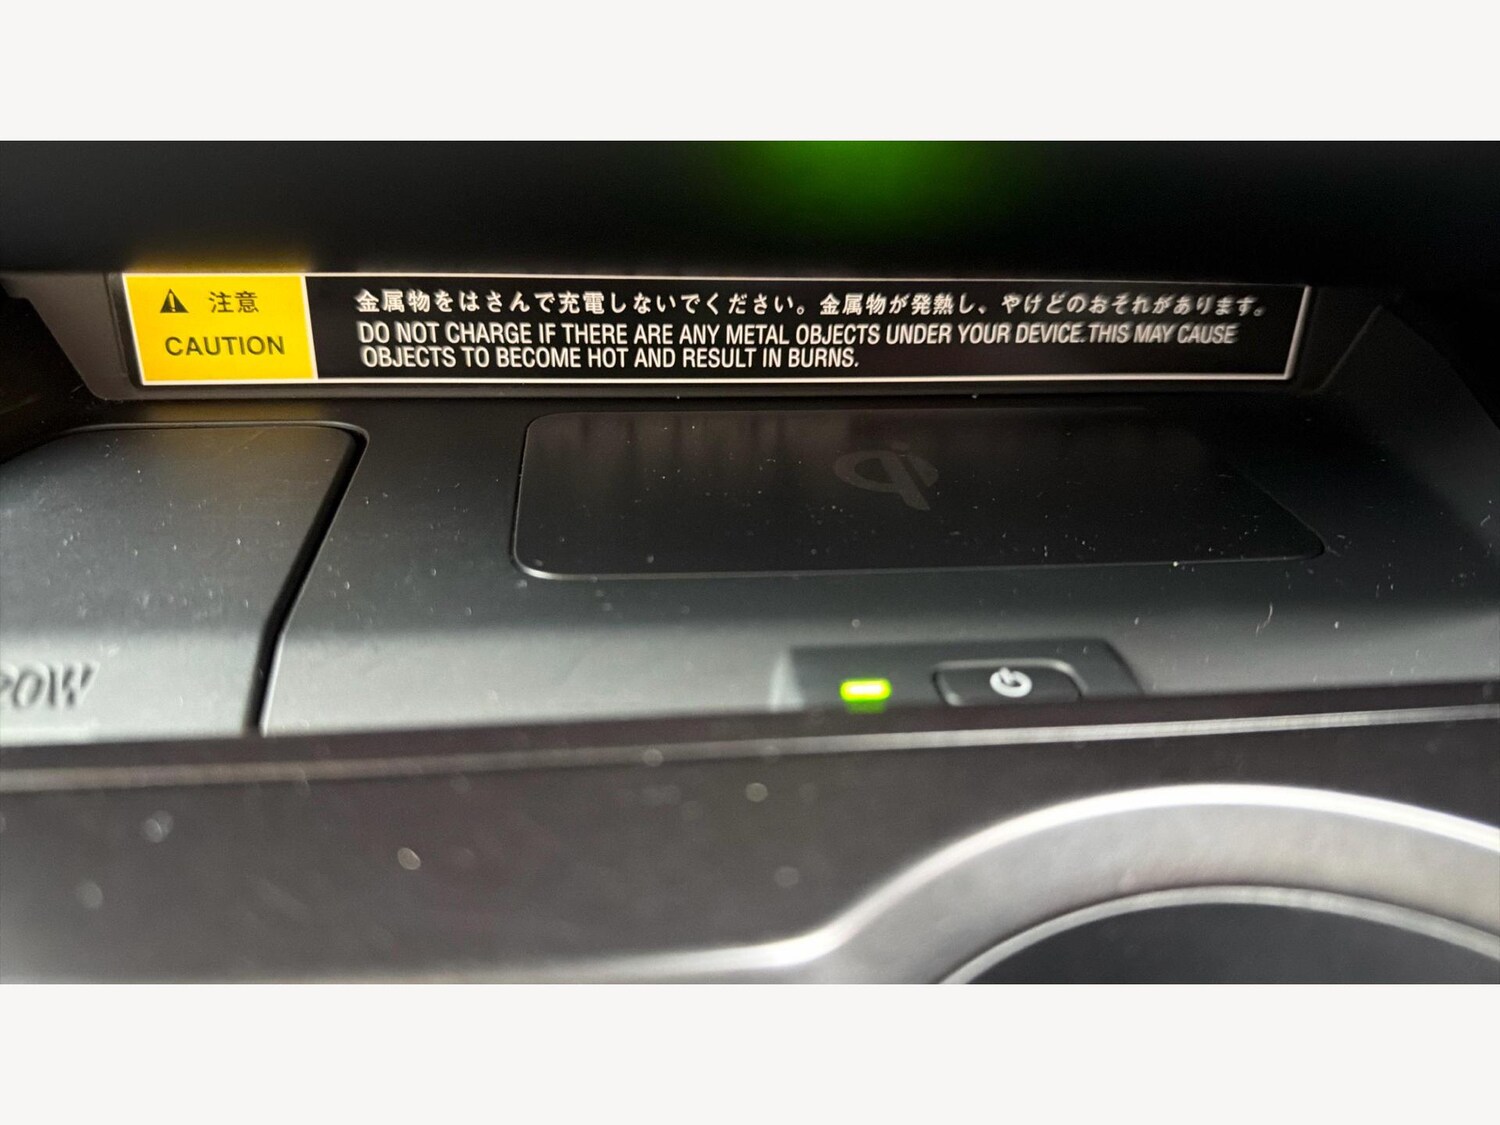 注意
CAUTION
金属物をはさんで充電しないでください。金属物が発熱し、やけどのおそれがあります。
DO NOT CHARGE IF THERE ARE ANY METAL OBJECTS UNDER YOUR DEVICE.THIS MAY CAUSE
OBJECTS TO BECOME HOT AND RESULT IN BURNS.